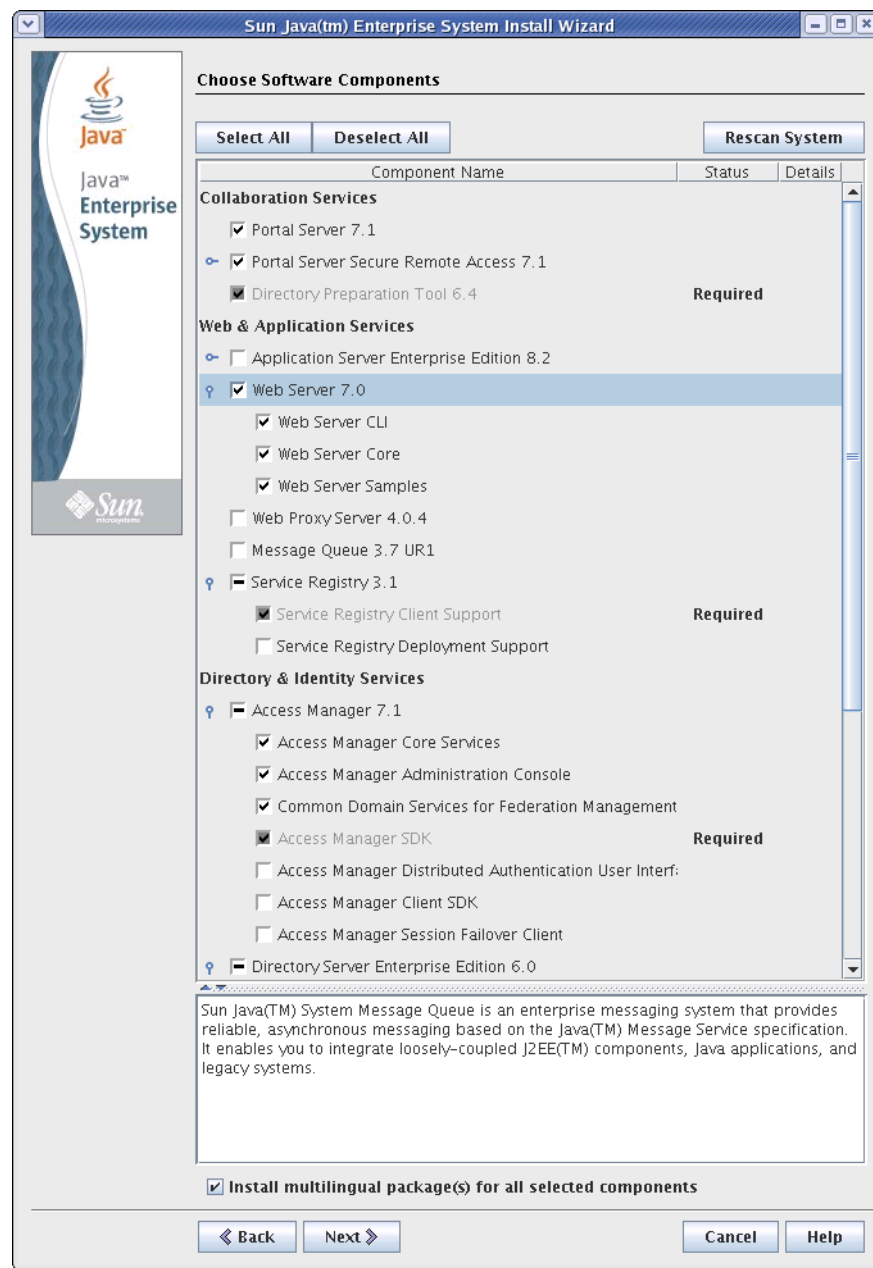 Sun Java(tm) Enterprise System Install Wizard
Java
Java™
Enterprise
System
Sun
microsystems
Choose Software Components
Select All Deselect All Rescan System
Component Name Status Details
Collaboration Services
Portal Server 7.1
Portal Server Secure Remote Access 7.1
Directory Preparation Tool 6.4 Required
Web & Application Services
Application Server Enterprise Edition 8.2
Web Server 7.0
Web Server CLI
Web Server Core
Web Server Samples
Web Proxy Server 4.0.4
Message Queue 3.7 UR1
Service Registry 3.1
Service Registry Client Support Required
Service Registry Deployment Support
Directory & Identity Services
Access Manager 7.1
Access Manager Core Services
Access Manager Administration Console
Common Domain Services for Federation Management
Access Manager SDK Required
Access Manager Distributed Authentication User Interf
Access Manager Client SDK
Access Manager Session Failover Client
Directory Server Enterprise Edition 6.0
Sun Java(TM) System Message Queue is an enterprise messaging system that provides
reliable, asynchronous messaging based on the Java(TM) Message Service specification.
It enables you to integrate loosely-coupled J2EE(TM) components, Java applications, and
legacy systems.
Install multilingual package(s) for all selected components
Back Next Cancel Help